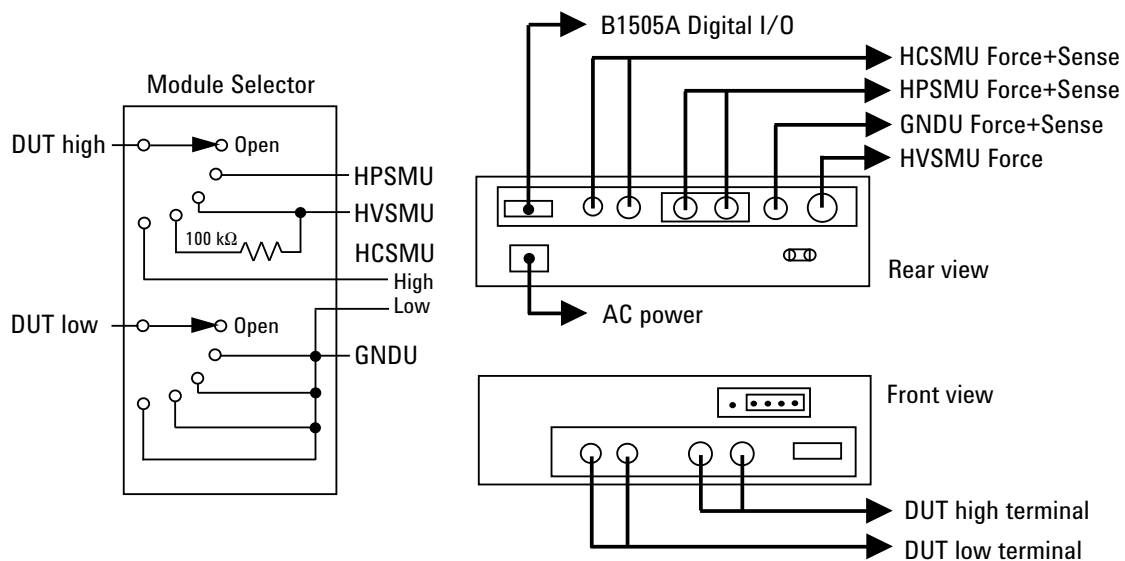 Module Selector
DUT high
Open
HPSMU
HVSMU
100 kΩ
HCSMU
High
Low
DUT low
Open
GNDU
B1505A Digital I/O
HCSMU Force+Sense
HPSMU Force+Sense
GNDU Force+Sense
HVSMU Force
Rear view
AC power
Front view
DUT high terminal
DUT low terminal